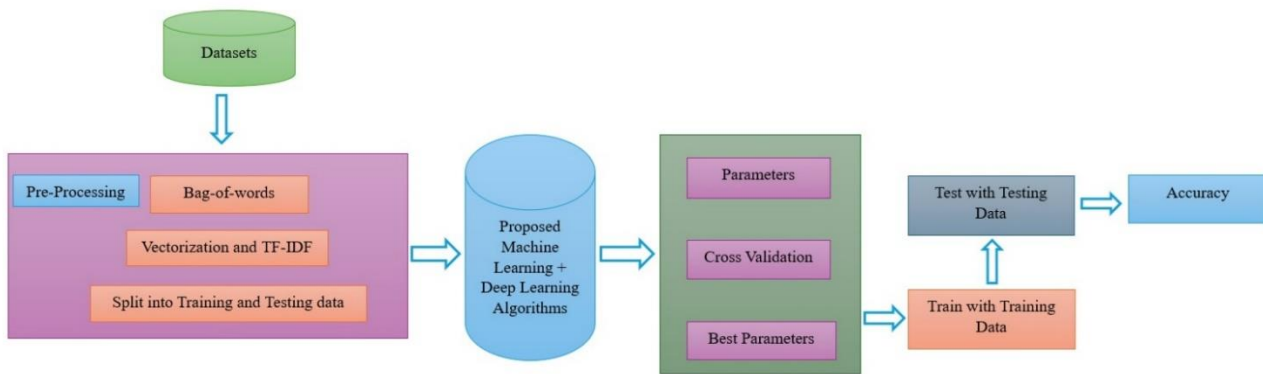 Datasets
Pre-Processing
Bag-of-words
Vectorization and TF-IDF
Split into Training and Testing data
Proposed
Machine
Learning +
Deep Learning
Algorithms
Parameters
Cross Validation
Best Parameters
Train with Training
Data
Test with Testing
Data
Accuracy